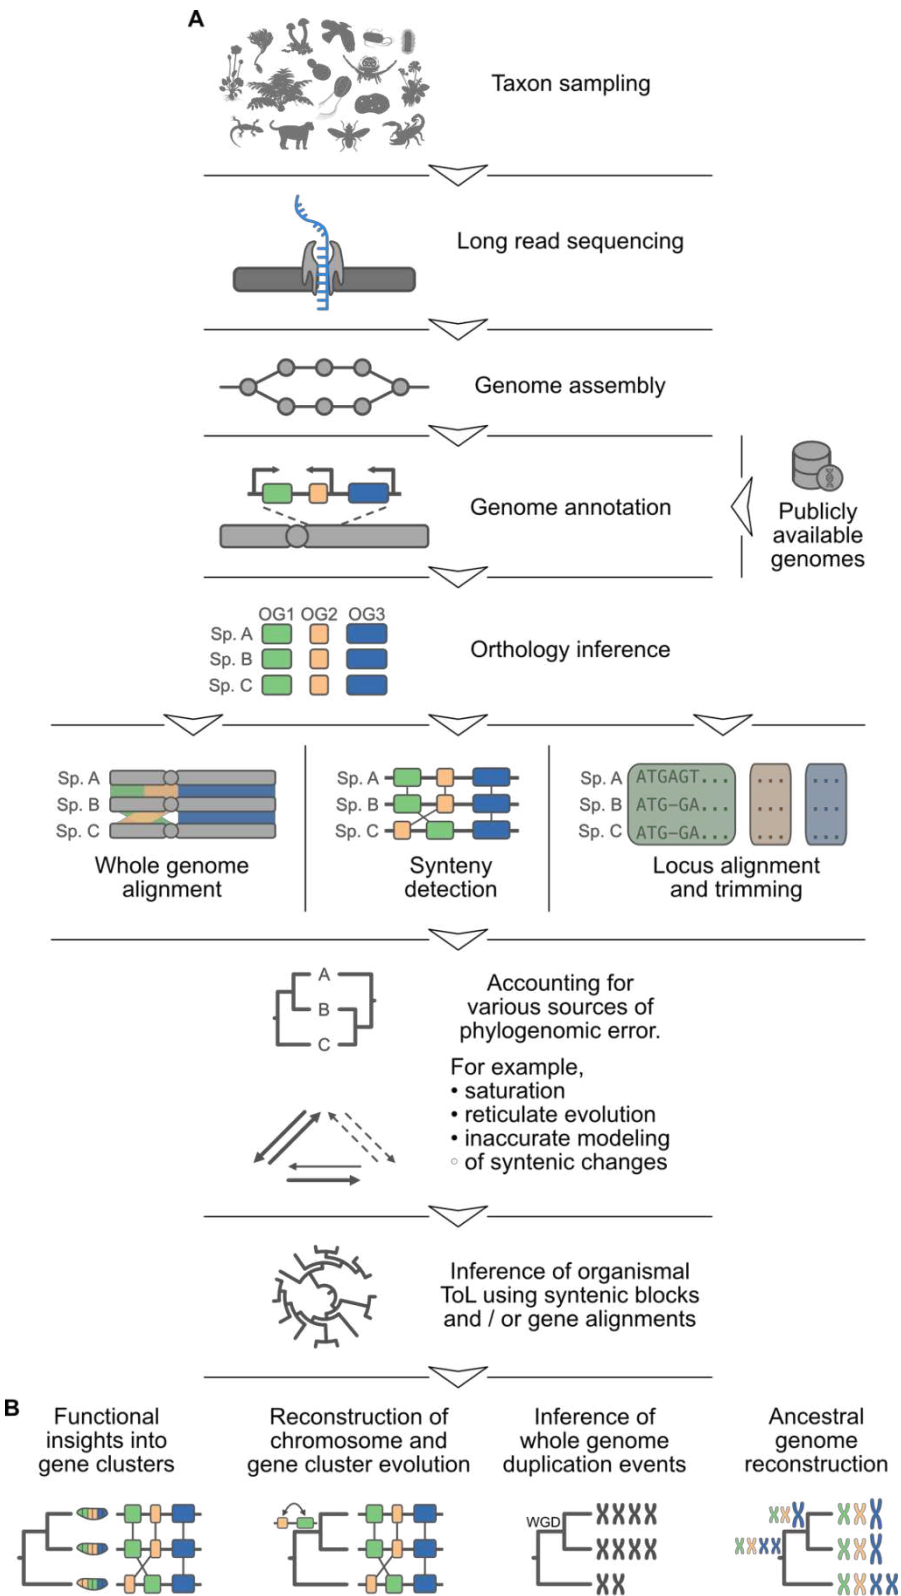 A
Taxon sampling
Long read sequencing
Genome assembly
Genome annotation
Publicly
available
genomes
OG1 OG2 OG3
Sp. A
Sp. B
Sp. C
Orthology inference
Sp. A
Sp. B
Sp. C
Whole genome
alignment
Sp. A
Sp. B
Sp. C
Synteny
detection
Sp. A ATGAGT... ... ...
Sp. B ATG-GA... ... ...
Sp. C ATG-GA... ... ...
Locus alignment
and trimming
A
B
C
Accounting for
various sources of
phylogenomic error.
For example,
• saturation
• reticulate evolution
• inaccurate modeling
◦ of syntenic changes
Inference of organismal
ToL using syntenic blocks
and / or gene alignments
B
Functional
insights into
gene clusters
Reconstruction of
chromosome and
gene cluster evolution
Inference of
whole genome
duplication events
WGD
Ancestral
genome
reconstruction